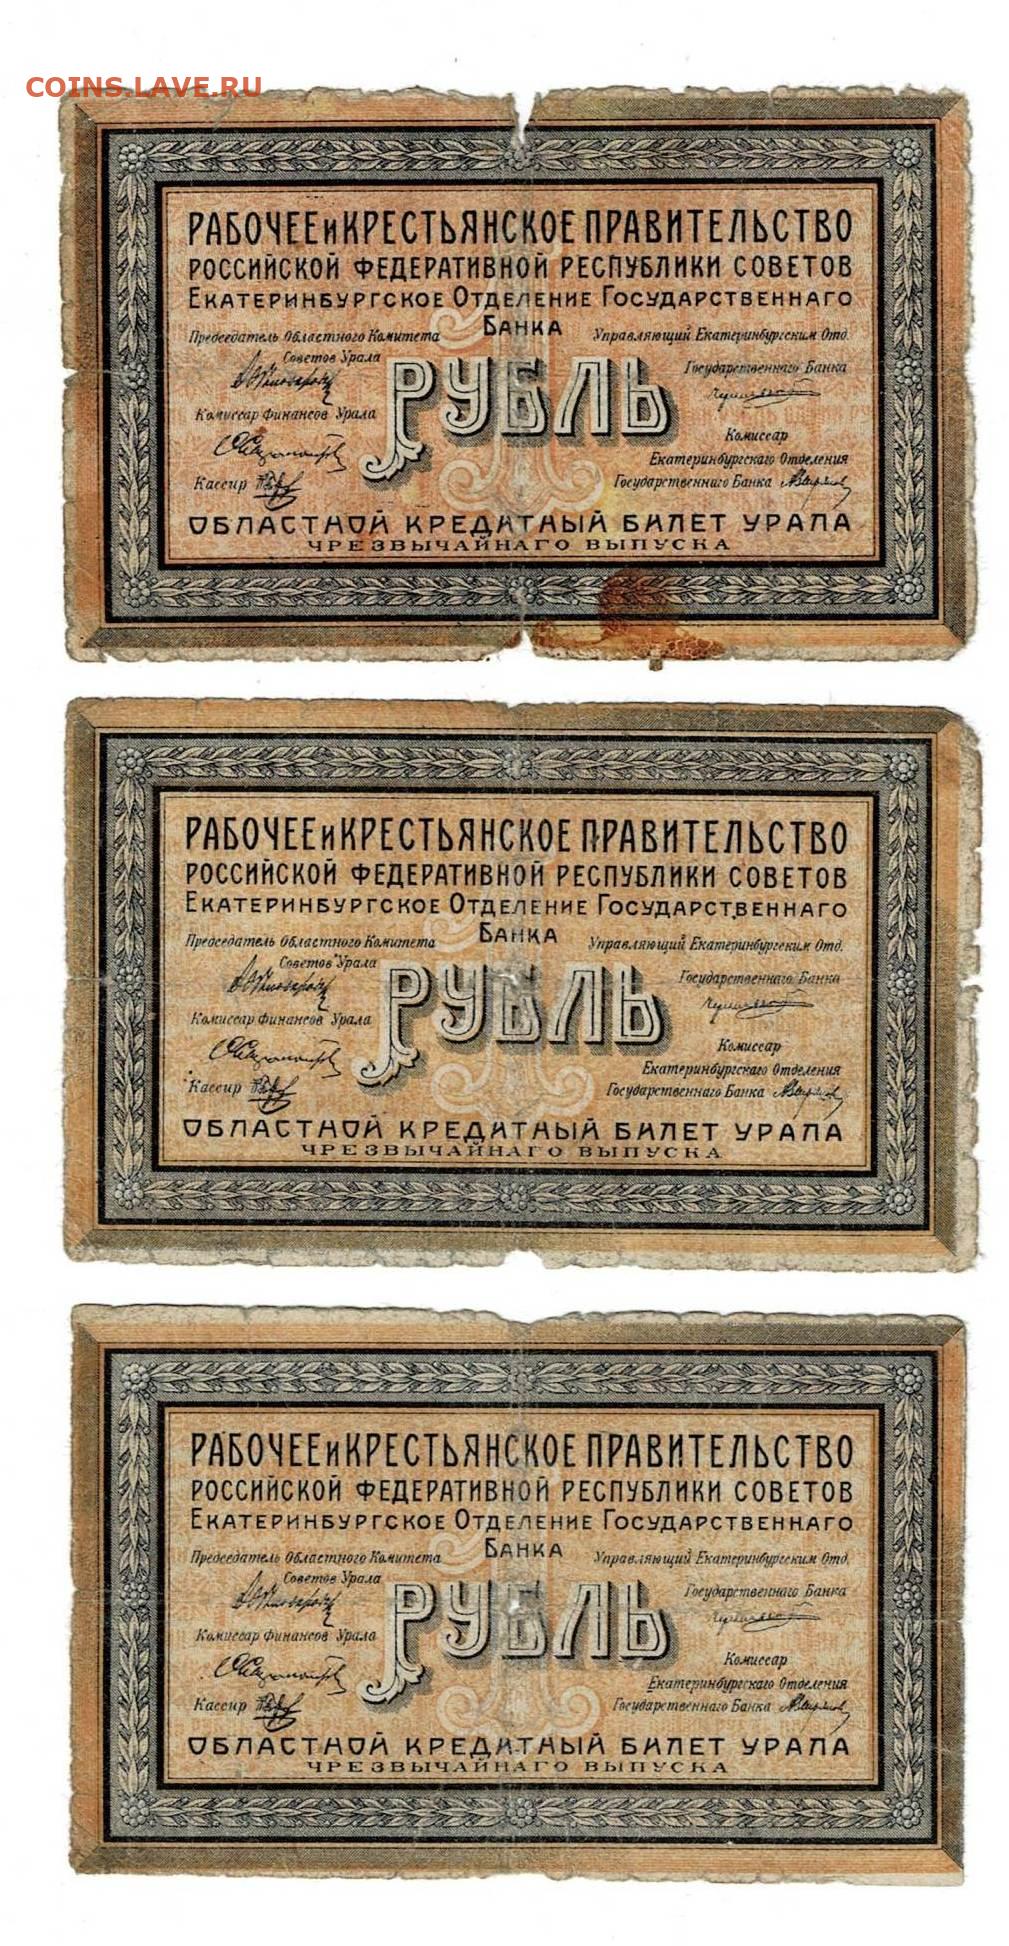 COINS.LAVE.RU
РАБОЧЕЕ и КРЕСТЬЯНСКОЕ ПРАВИТЕЛЬСТВО
РОССИЙСКОЙ ФЕДЕРАТИВНОЙ РЕСПУБЛИКИ СОВЕТОВ
ЕКАТЕРИНБУРГСКОЕ ОТДЕЛЕНИЕ ГОСУДАРСТВЕННАГО
БАНКА
Председатель Областного Комитета
Советов Урала
Комиссар Финансов Урала
Кассир
РУБЛЬ
Управляющий Екатеринбургским Отд.
Государственнаго Банка
Комиссар
Екатеринбургскаго Отделения
Государственнаго Банка
ОБЛАСТНОЙ КРЕДИТНЫЙ БИЛЕТ УРАЛА
ЧРЕЗВЫЧАЙНАГО ВЫПУСКА
РАБОЧЕЕ и КРЕСТЬЯНСКОЕ ПРАВИТЕЛЬСТВО
РОССИЙСКОЙ ФЕДЕРАТИВНОЙ РЕСПУБЛИКИ СОВЕТОВ
ЕКАТЕРИНБУРГСКОЕ ОТДЕЛЕНИЕ ГОСУДАРСТВЕННАГО
БАНКА
Председатель Областного Комитета
Советов Урала
Комиссар Финансов Урала
Кассир
РУБЛЬ
Управляющий Екатеринбургским Отд.
Государственнаго Банка
Комиссар
Екатеринбургскаго Отделения
Государственнаго Банка
ОБЛАСТНОЙ КРЕДИТНЫЙ БИЛЕТ УРАЛА
ЧРЕЗВЫЧАЙНАГО ВЫПУСКА
РАБОЧЕЕ и КРЕСТЬЯНСКОЕ ПРАВИТЕЛЬСТВО
РОССИЙСКОЙ ФЕДЕРАТИВНОЙ РЕСПУБЛИКИ СОВЕТОВ
ЕКАТЕРИНБУРГСКОЕ ОТДЕЛЕНИЕ ГОСУДАРСТВЕННАГО
БАНКА
Председатель Областного Комитета
Советов Урала
Комиссар Финансов Урала
Кассир
РУБЛЬ
Управляющий Екатеринбургским Отд.
Государственнаго Банка
Комиссар
Екатеринбургскаго Отделения
Государственнаго Банка
ОБЛАСТНОЙ КРЕДИТНЫЙ БИЛЕТ УРАЛА
ЧРЕЗВЫЧАЙНАГО ВЫПУСКА